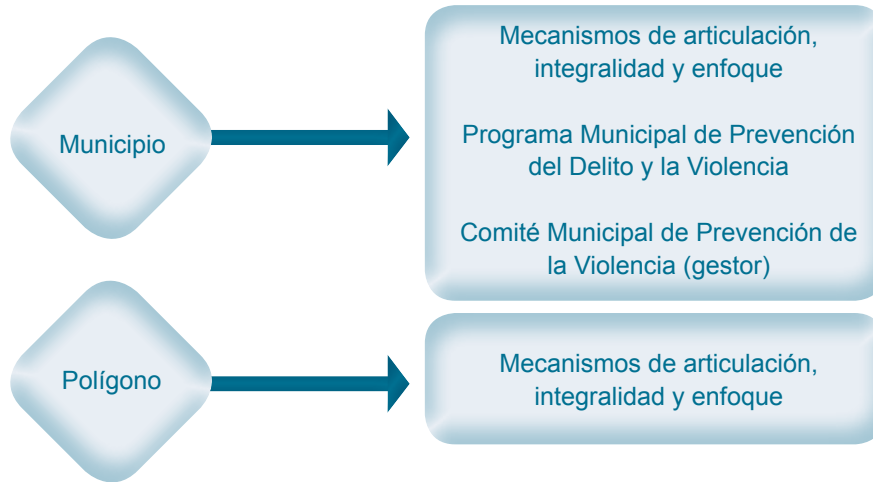 Municipio
Mecanismos de articulación,
integralidad y enfoque
Programa Municipal de Prevención
del Delito y la Violencia
Comité Municipal de Prevención de
la Violencia (gestor)
Polígono
Mecanismos de articulación,
integralidad y enfoque